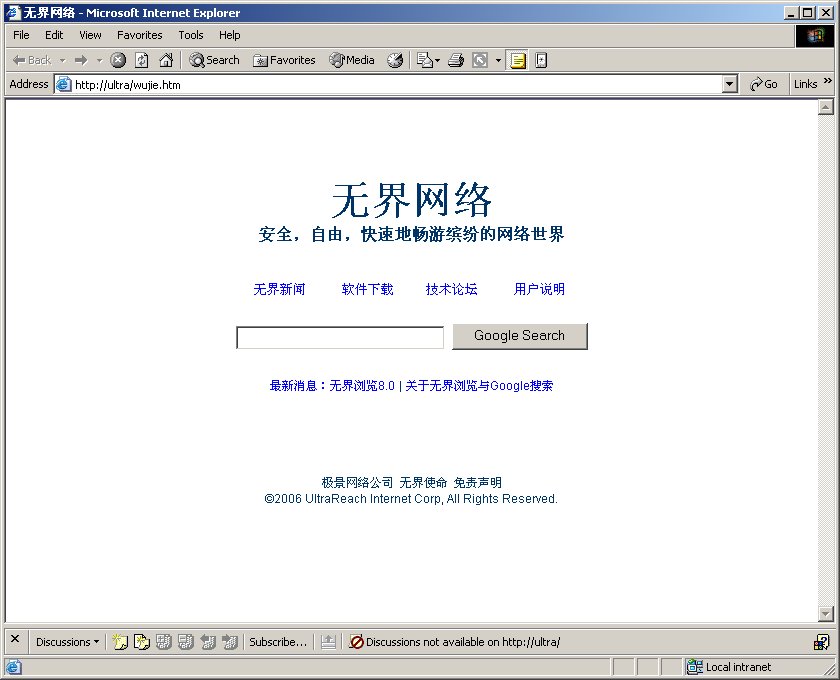 无界网络 - Microsoft Internet Explorer
File Edit View Favorites Tools Help
Back Search Favorites Media
Address http://ultra/wujie.htm Go Links »
无界网络
安全，自由，快速地畅游缤纷的网络世界
无界新闻 软件下载 技术论坛 用户说明
Google Search
最新消息：无界浏览8.0 | 关于无界浏览与Google搜索
极景网络公司 无界使命 免责声明
©2006 UltraReach Internet Corp, All Rights Reserved.
Discussions Subscribe... Discussions not available on http://ultra/
Local intranet